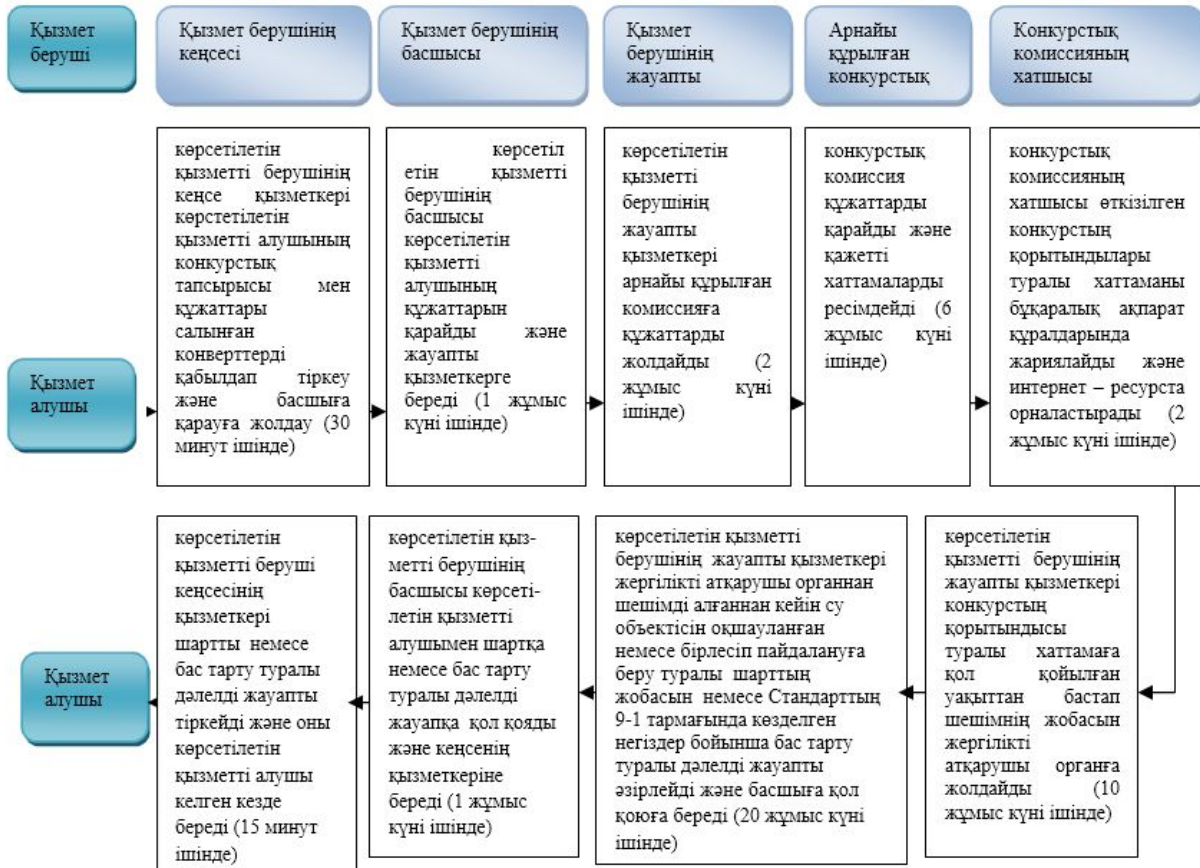 Қызмет
беруші
Қызмет берушінің
кеңсесі
Қызмет берушінің
басшысы
Қызмет
берушінің
жауапты
Арнайы
құрылған
конкурстық
Конкурстық
комиссияның
хатшысы
Қызмет
алушы
көрсетілетін
қызметті берушінің
кеңсе қызметкері
көрстетілетін
қызметті алушының
конкурстық
тапсырысы мен
құжаттары
салынған
конверттерді
қабылдап тіркеу
және басшыға
қарауға жолдау (30
минут ішінде)
көрсетіл
етін қызметті
берушінің
басшысы
көрсетілетін
қызметті
алушының
құжаттарын
қарайды және
жауапты
қызметкерге
береді (1 жұмыс
күні ішінде)
көрсетілетін
қызметті
берушінің
жауапты
қызметкері
арнайы құрылған
комиссияға
құжаттарды
жолдайды (2
жұмыс күні
ішінде)
конкурстық
комиссия
құжаттарды
қарайды және
қажетті
хаттамаларды
ресімдейді (6
жұмыс күні
ішінде)
конкурстық
комиссияның
хатшысы өткізілген
конкурстың
қорытындылары
туралы хаттаманы
бұқаралық ақпарат
құралдарында
жариялайды және
интернет – ресурста
орналастырады (2
жұмыс күні ішінде)
көрсетілетін
қызметті берушінің
жауапты қызметкері
конкурстың
қорытындысы
туралы хаттамаға
қол қойылған
уақыттан бастап
шешімнің жобасын
жергілікті
атқарушы органға
жолдайды (10
жұмыс күні ішінде)
көрсетілетін қызметті
берушінің жауапты қызметкері
жергілікті атқарушы органнан
шешімді алғаннан кейін су
объектісін оқшауланған
немесе бірлесіп пайдалануға
беру туралы шарттың
жобасын немесе Стандарттың
9-1 тармағында көзделген
негіздер бойынша бас тарту
туралы дәлелді жауапты
әзірлейді және басшыға қол
қоюға береді (20 жұмыс күні
ішінде)
көрсетілетін қыз-
метті берушінің
басшысы көрсеті-
летін қызметті
алушымен шартқа
немесе бас тарту
туралы дәлелді
жауапқа қол қояды
және кеңсенің
қызметкеріне
береді (1 жұмыс
күні ішінде)
көрсетілетін
қызметті беруші
кеңсесінің
қызметкері
шартты немесе
бас тарту туралы
дәлелді жауапты
тіркейді және оны
көрсетілетін
қызметті алушы
келген кезде
береді (15 минут
ішінде)
Қызмет
алушы